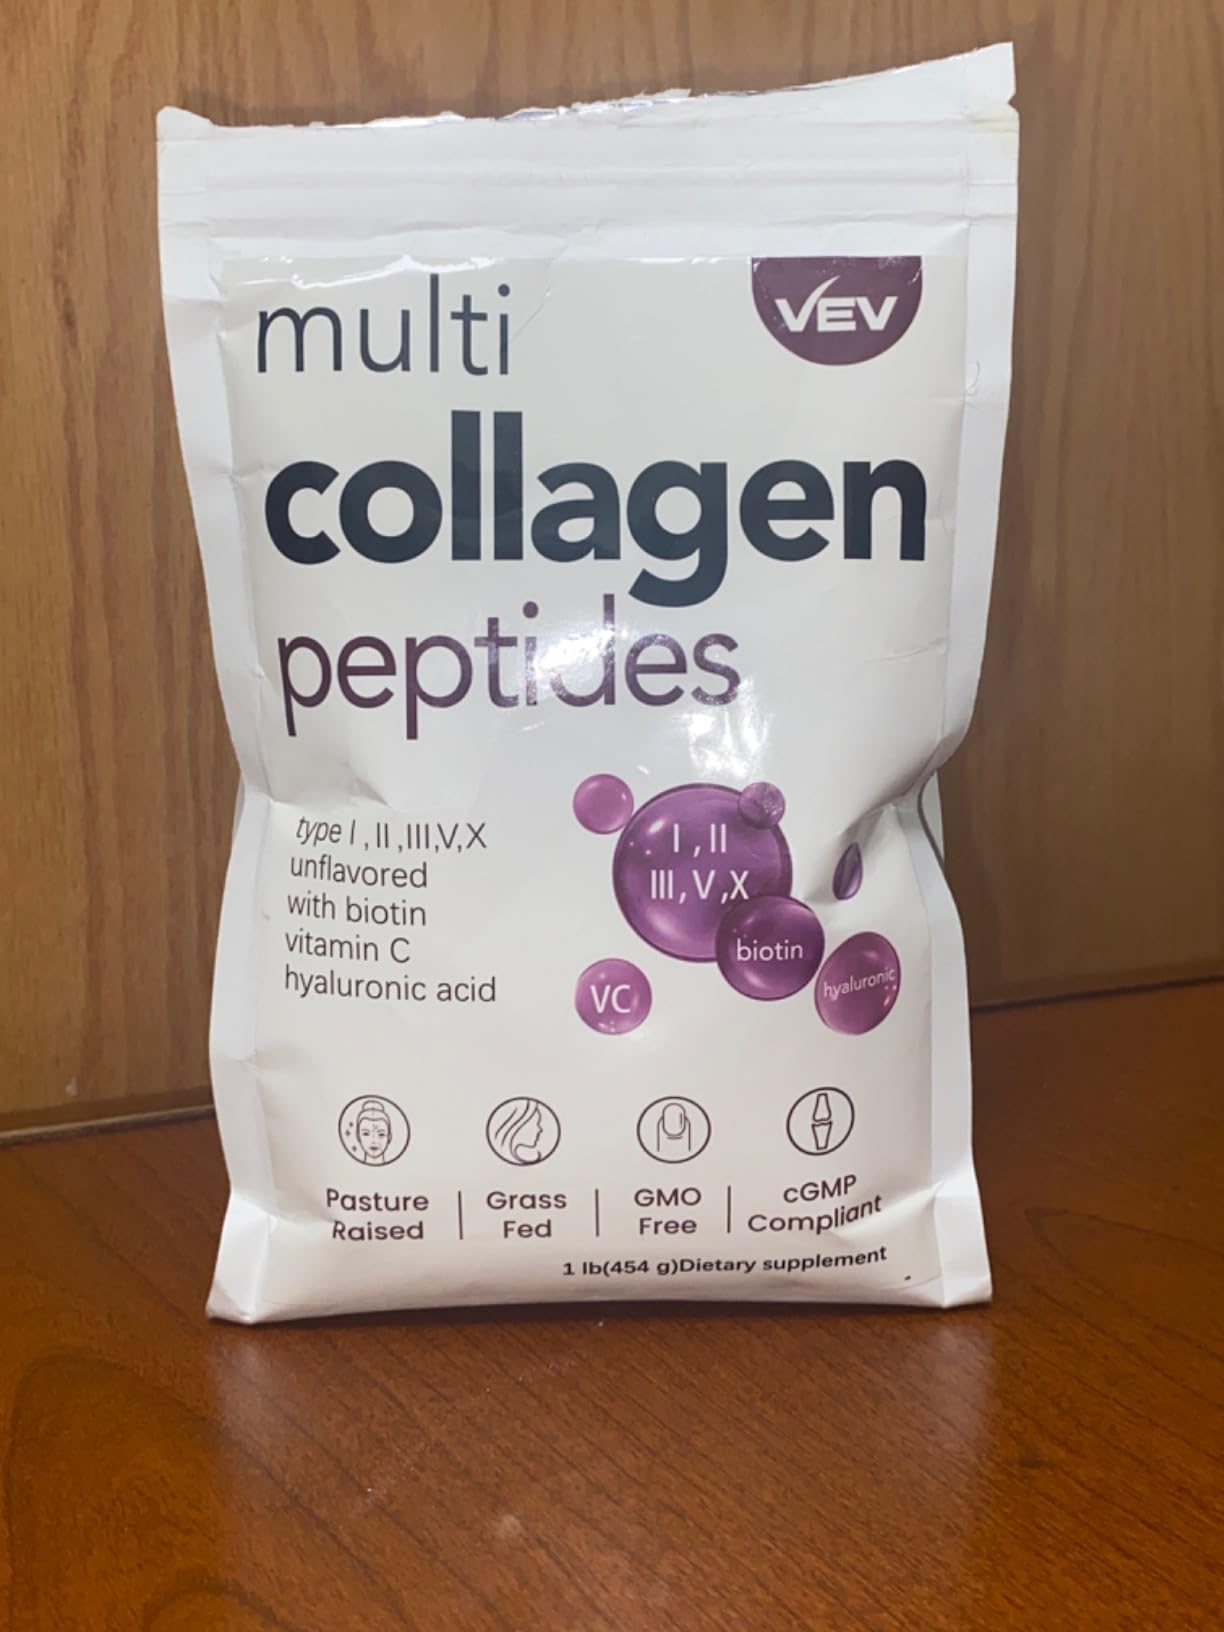 multi
VEV
collagen
peptides
type I , II ,III,V,X
unflavored
with biotin
vitamin C
hyaluronic acid
I , II
III , V ,X
biotin
hyaluronic
VC
Pasture
Raised
Grass
Fed
GMO
Free
cGMP
Compliant
1 lb(454 g)Dietary supplement